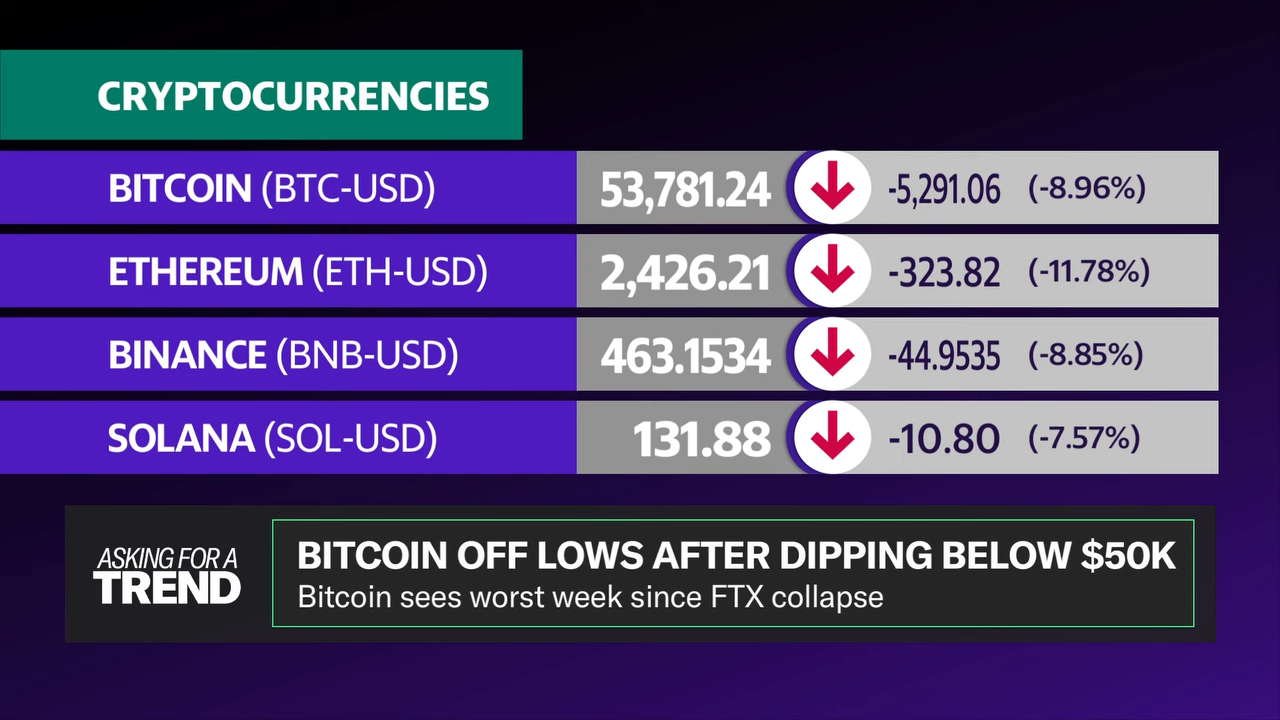 CRYPTOCURRENCIES
BITCOIN (BTC-USD) 53,781.24 -5,291.06 (-8.96%)
ETHEREUM (ETH-USD) 2,426.21 -323.82 (-11.78%)
BINANCE (BNB-USD) 463.1534 -44.9535 (-8.85%)
SOLANA (SOL-USD) 131.88 -10.80 (-7.57%)
ASKING FOR A
TREND
BITCOIN OFF LOWS AFTER DIPPING BELOW $50K
Bitcoin sees worst week since FTX collapse